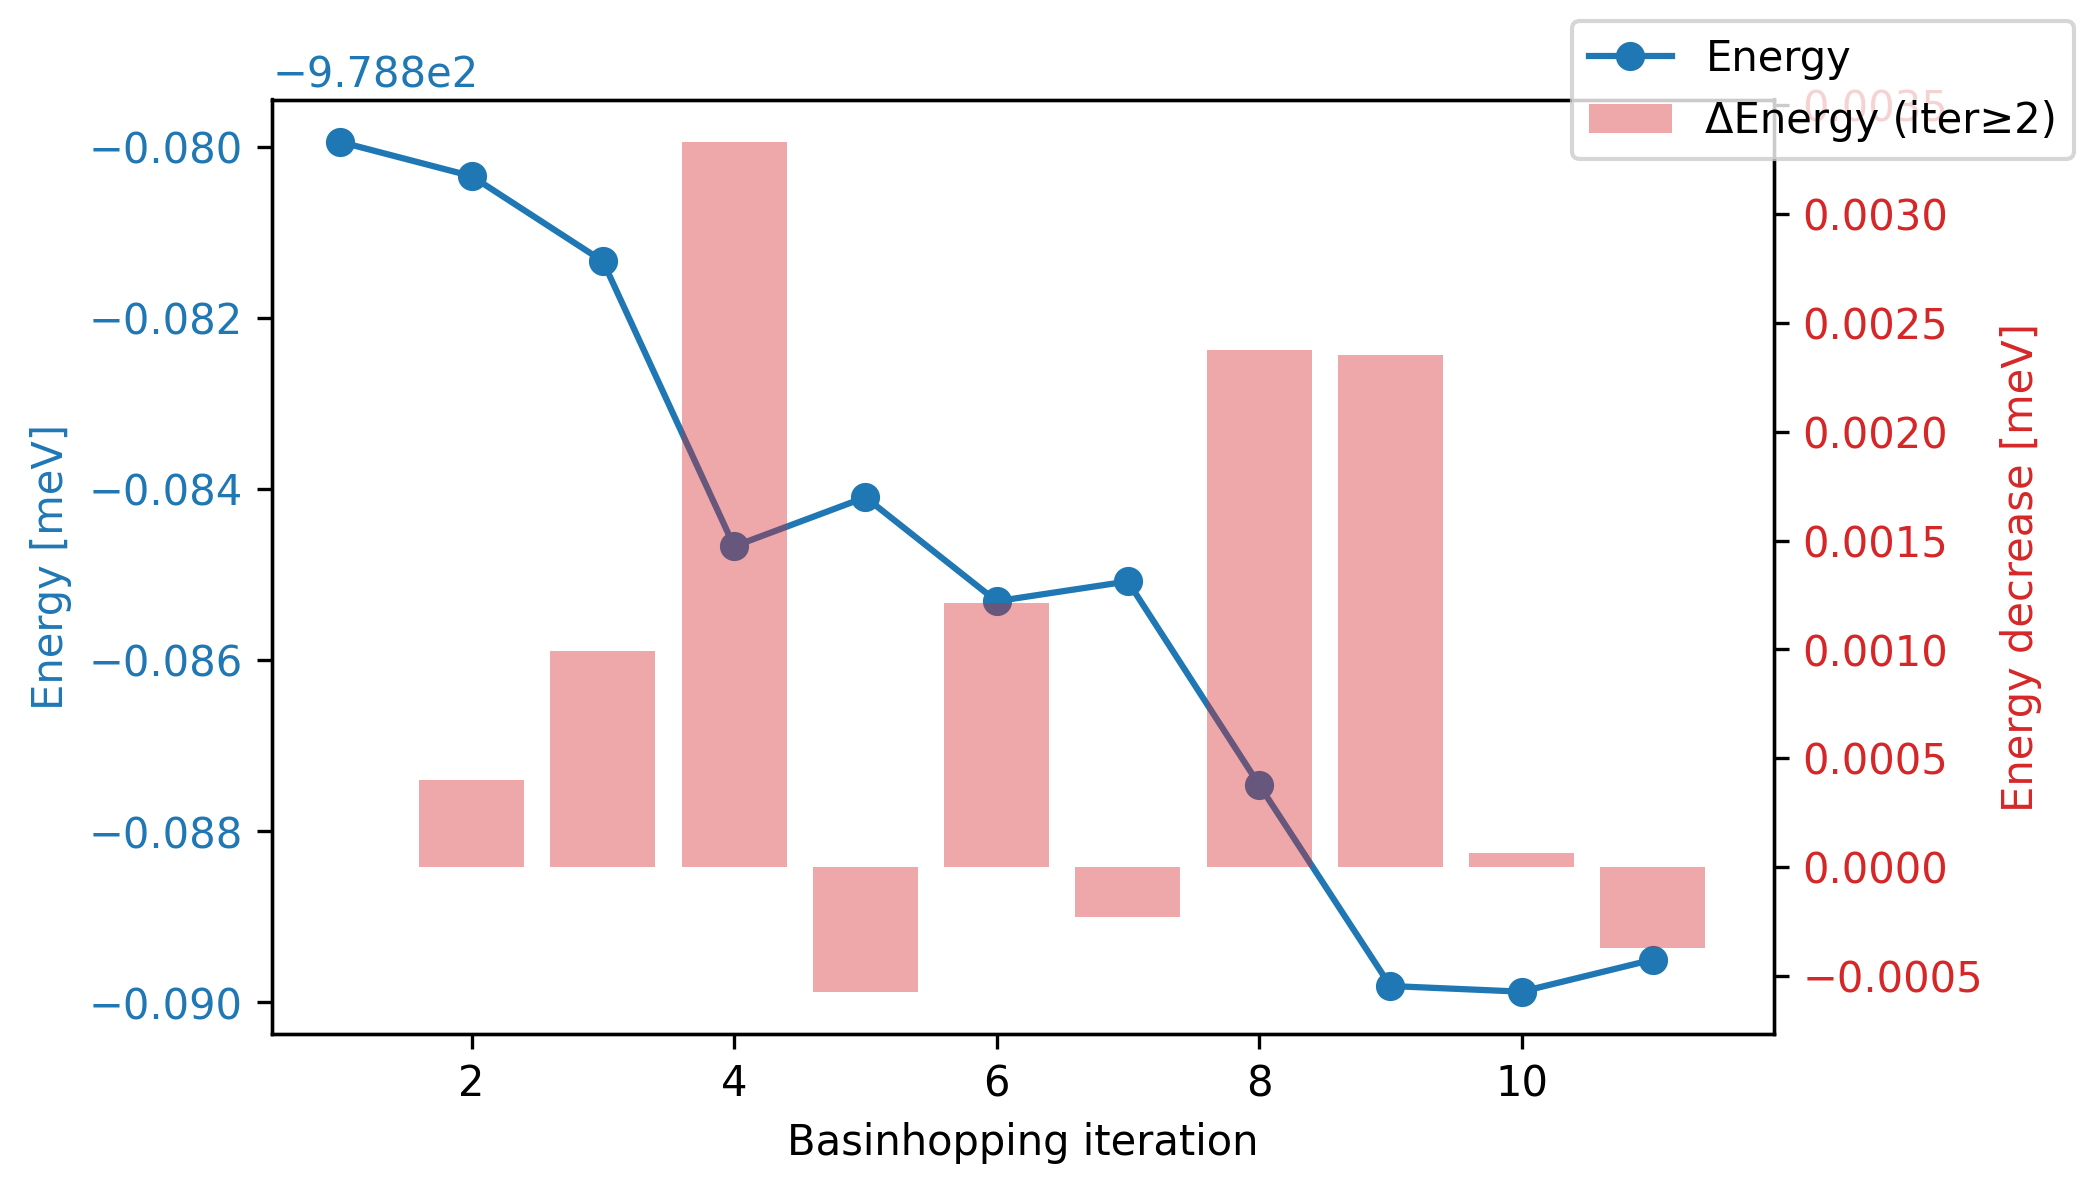 −9.788e2
Energy
ΔEnergy (iter≥2)
−0.080
−0.082
−0.084
−0.086
−0.088
−0.090
Energy [meV]
0.0035
0.0030
0.0025
0.0020
0.0015
0.0010
0.0005
0.0000
−0.0005
Energy decrease [meV]
2 4 6 8 10
Basinhopping iteration